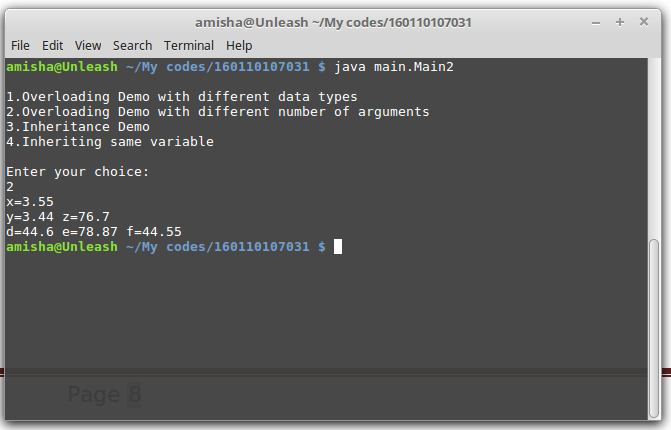 amisha@Unleash ~/My codes/160110107031
File Edit View Search Terminal Help
amisha@Unleash ~/My codes/160110107031 $ java main.Main2
1.Overloading Demo with different data types
2.Overloading Demo with different number of arguments
3.Inheritance Demo
4.Inheriting same variable
Enter your choice:
2
x=3.55
y=3.44 z=76.7
d=44.6 e=78.87 f=44.55
amisha@Unleash ~/My codes/160110107031 $
Page 8